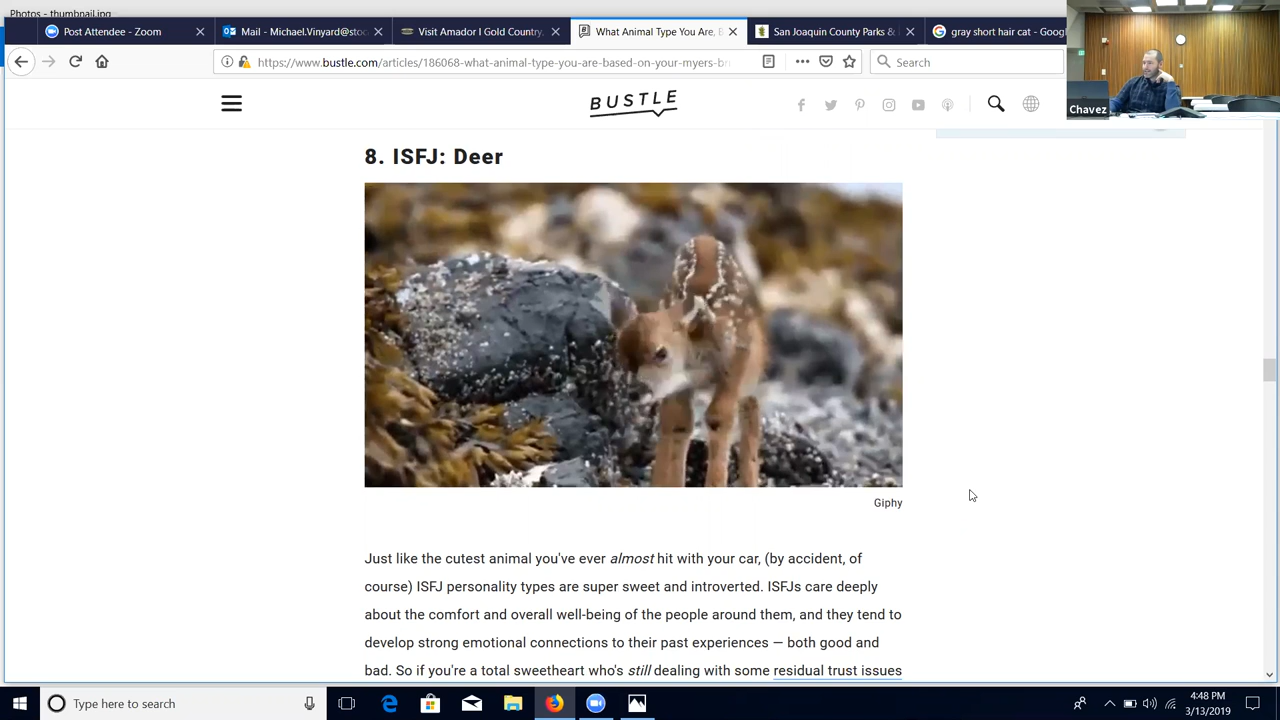 Photos - thumbnail.jpg
Post Attendee - Zoom
Mail - Michael.Vinyard@stoc
Visit Amador | Gold Country,
What Animal Type You Are, B
San Joaquin County Parks &
gray short hair cat - Googl
https://www.bustle.com/articles/186068-what-animal-type-you-are-based-on-your-myers-br
Search
Chavez
BUSTLE
8. ISFJ: Deer
Giphy
Just like the cutest animal you've ever almost hit with your car, (by accident, of
course) ISFJ personality types are super sweet and introverted. ISFJs care deeply
about the comfort and overall well-being of the people around them, and they tend to
develop strong emotional connections to their past experiences — both good and
bad. So if you're a total sweetheart who's still dealing with some residual trust issues
Type here to search
4:48 PM
3/13/2019